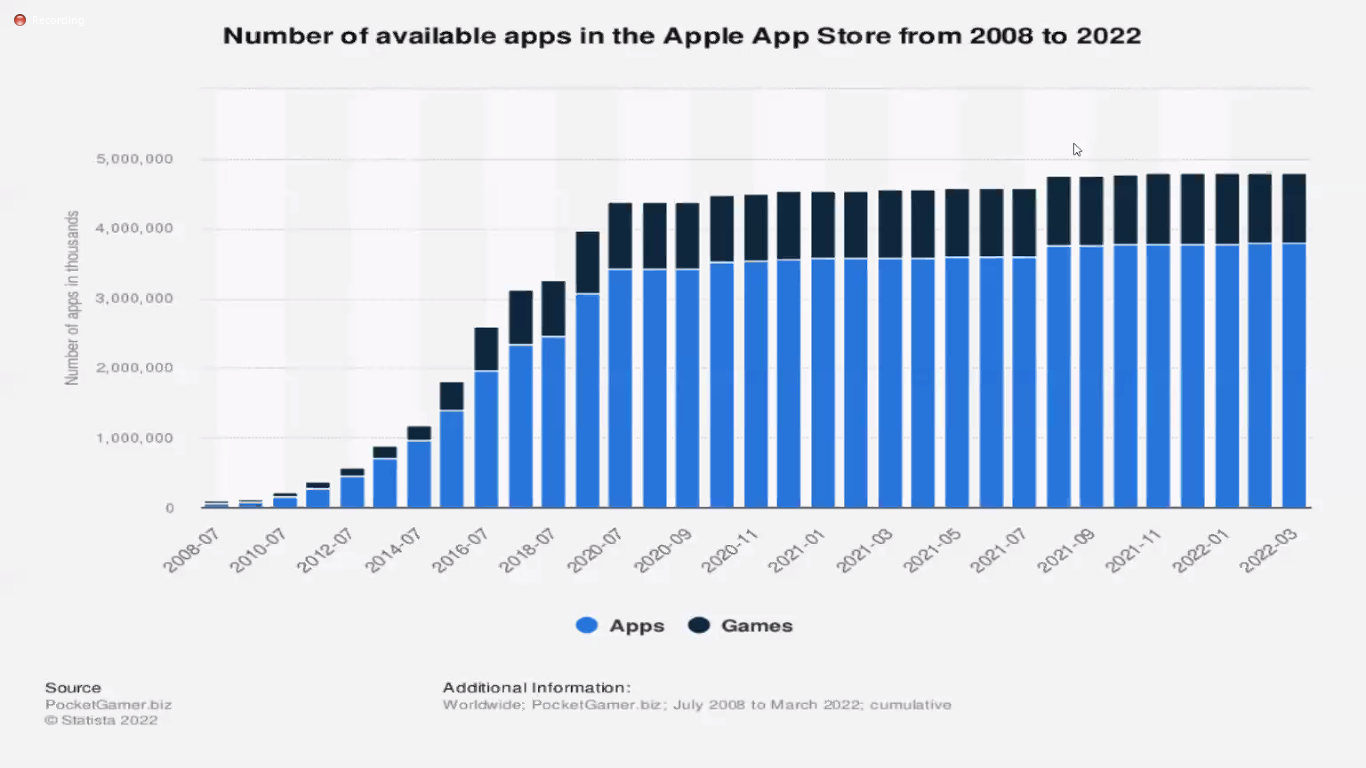 Recording
Number of available apps in the Apple App Store from 2008 to 2022
Number of apps in thousands
5,000,000
4,000,000
3,000,000
2,000,000
1,000,000
0
2008-07
2010-07
2012-07
2014-07
2016-07
2018-07
2020-07
2020-09
2020-11
2021-01
2021-03
2021-05
2021-07
2021-09
2021-11
2022-01
2022-03
Apps
Games
Source
PocketGamer.biz
© Statista 2022
Additional Information:
Worldwide; PocketGamer.biz; July 2008 to March 2022; cumulative